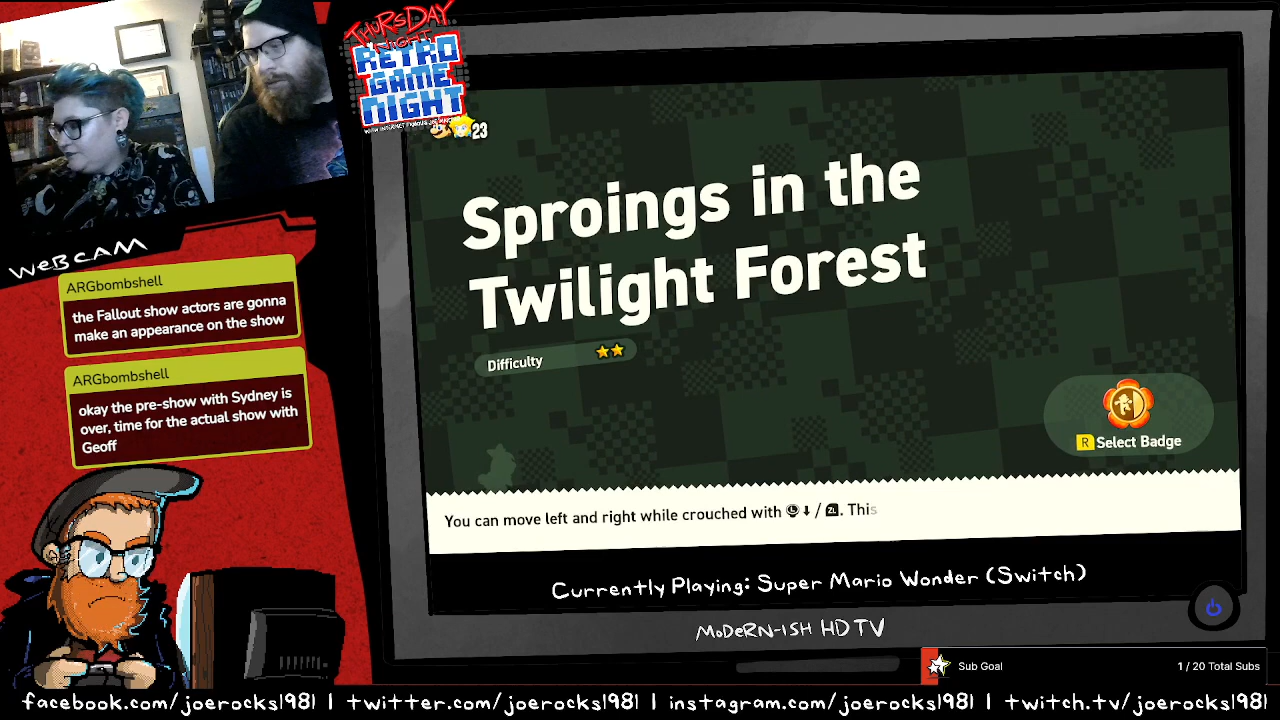 THURSDAY
NIGHT
RETRO
GAME
NIGHT
23
Sproings in the
Twilight Forest
Difficulty
R Select Badge
You can move left and right while crouched with L / ZL. This
WEBCAM
ARGbombshell
the Fallout show actors are gonna
make an appearance on the show
ARGbombshell
okay the pre-show with Sydney is
over, time for the actual show with
Geoff
Currently Playing: Super Mario Wonder (Switch)
MODERN-ISH HDTV
Sub Goal
1 / 20 Total Subs
facebook.com/joerocks1981 | twitter.com/joerocks1981 | instagram.com/joerocks1981 | twitch.tv/joerocks1981